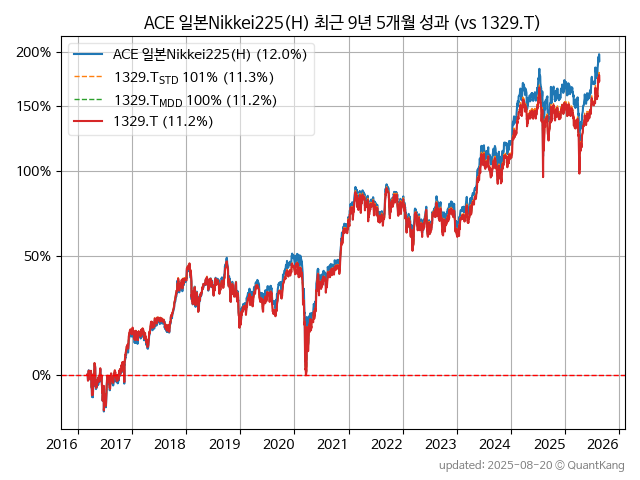 ACE 일본Nikkei225(H) 최근 9년 5개월 성과 (vs 1329.T)
ACE 일본Nikkei225(H) (12.0%)
1329.T_STD 101% (11.3%)
1329.T_MDD 100% (11.2%)
1329.T (11.2%)
200%
150%
100%
50%
0%
2016 2017 2018 2019 2020 2021 2022 2023 2024 2025 2026
updated: 2025-08-20 © QuantKang